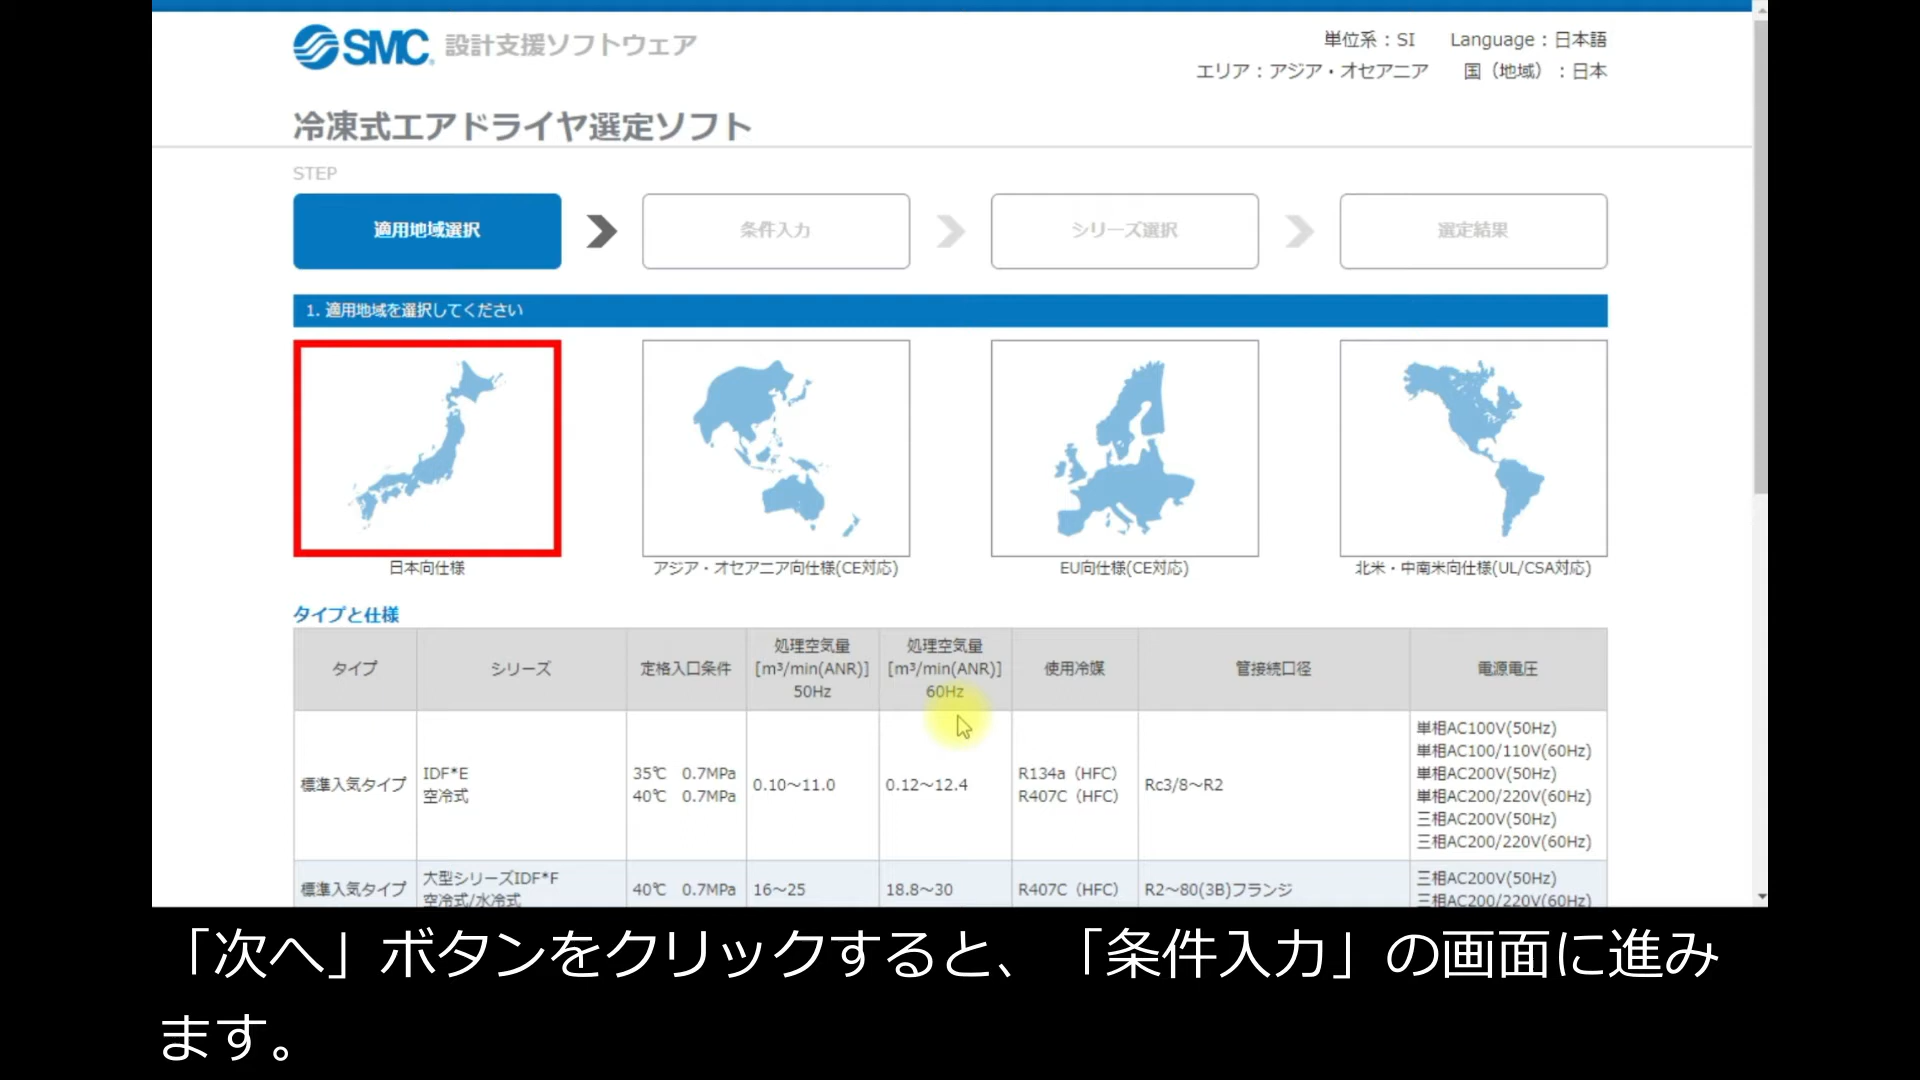 SMC 設計支援ソフトウェア
単位系：SI Language：日本語
エリア：アジア・オセアニア 国（地域）：日本
冷凍式エアドライヤ選定ソフト
STEP
適用地域選択 条件入力 シリーズ選択 選定結果
1. 適用地域を選択してください
日本向仕様 アジア・オセアニア向仕様(CE対応) EU向仕様(CE対応) 北米・中南米向仕様(UL/CSA対応)
タイプと仕様
タイプ
シリーズ
定格入口条件
処理空気量
[m³/min(ANR)]
50Hz
処理空気量
[m³/min(ANR)]
60Hz
使用冷媒
管接続口径
電源電圧
標準入気タイプ
IDF*E
空冷式
35℃ 0.7MPa
40℃ 0.7MPa
0.10～11.0
0.12～12.4
R134a（HFC）
R407C（HFC）
Rc3/8～R2
単相AC100V(50Hz)
単相AC100/110V(60Hz)
単相AC200V(50Hz)
単相AC200/220V(60Hz)
三相AC200V(50Hz)
三相AC200/220V(60Hz)
標準入気タイプ
大型シリーズIDF*F
空冷式/水冷式
40℃ 0.7MPa
16～25
18.8～30
R407C（HFC）
R2～80(3B)フランジ
三相AC200V(50Hz)
三相AC200/220V(60Hz)
「次へ」ボタンをクリックすると、「条件入力」の画面に進み
ます。